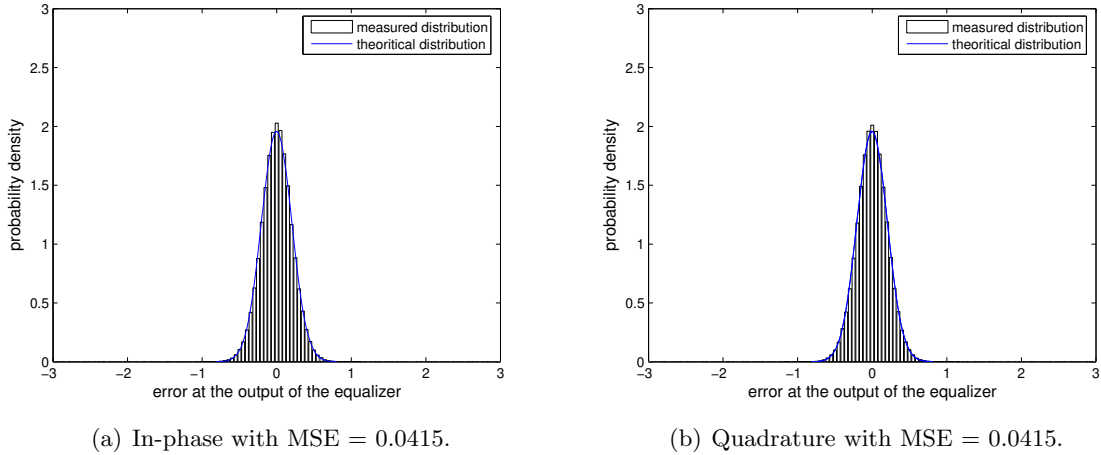 3
2.5
2
1.5
1
0.5
0
−3
−2
−1
0
1
2
3
probability density
error at the output of the equalizer
measured distribution
theoritical distribution
(a) In-phase with MSE = 0.0415.
3
2.5
2
1.5
1
0.5
0
−3
−2
−1
0
1
2
3
probability density
error at the output of the equalizer
measured distribution
theoritical distribution
(b) Quadrature with MSE = 0.0415.